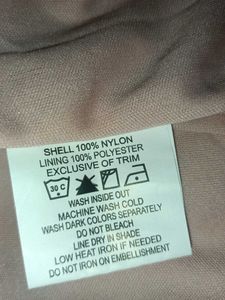 SHELL 100% NYLON
LINING 100% POLYESTER
EXCLUSIVE OF TRIM
30 C
WASH INSIDE OUT
MACHINE WASH COLD
WASH DARK COLORS SEPARATELY
DO NOT BLEACH
LINE DRY IN SHADE
LOW HEAT IRON IF NEEDED
DO NOT IRON ON EMBELLISHMENT